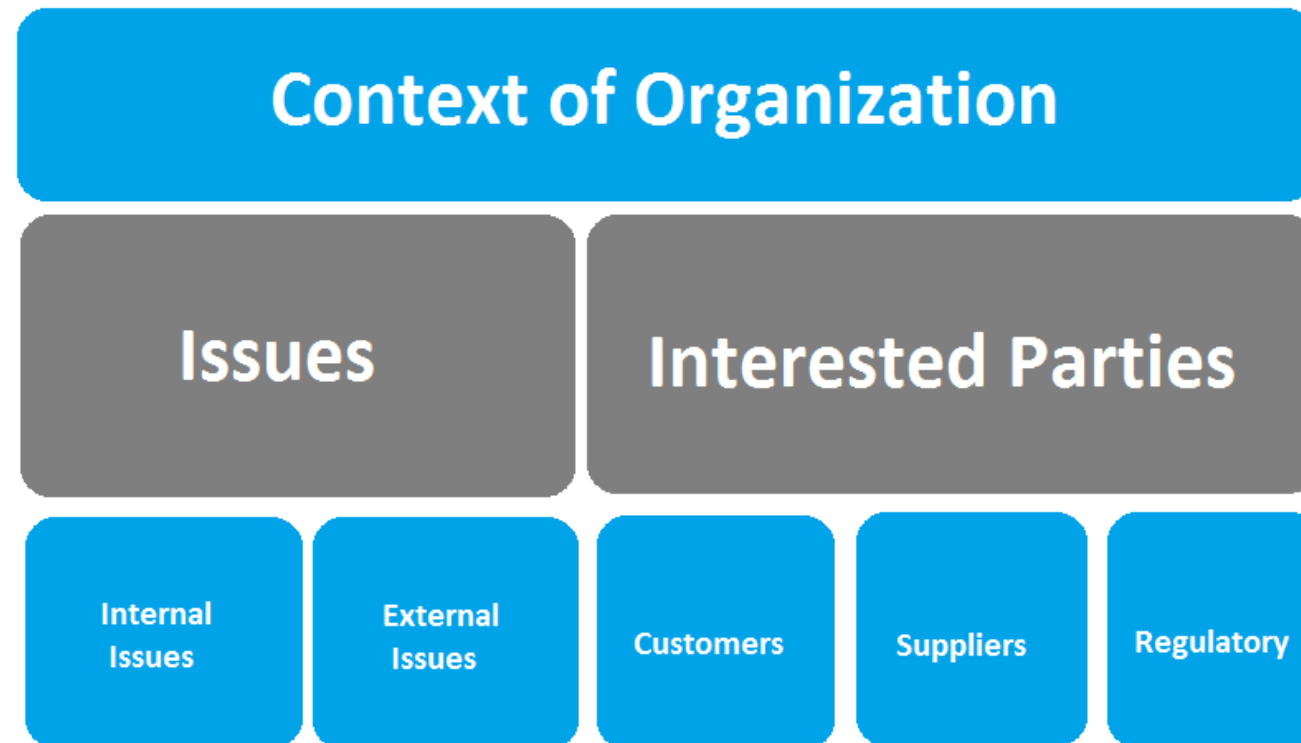 Context of Organization
Issues
Interested Parties
Internal
Issues
External
Issues
Customers
Suppliers
Regulatory